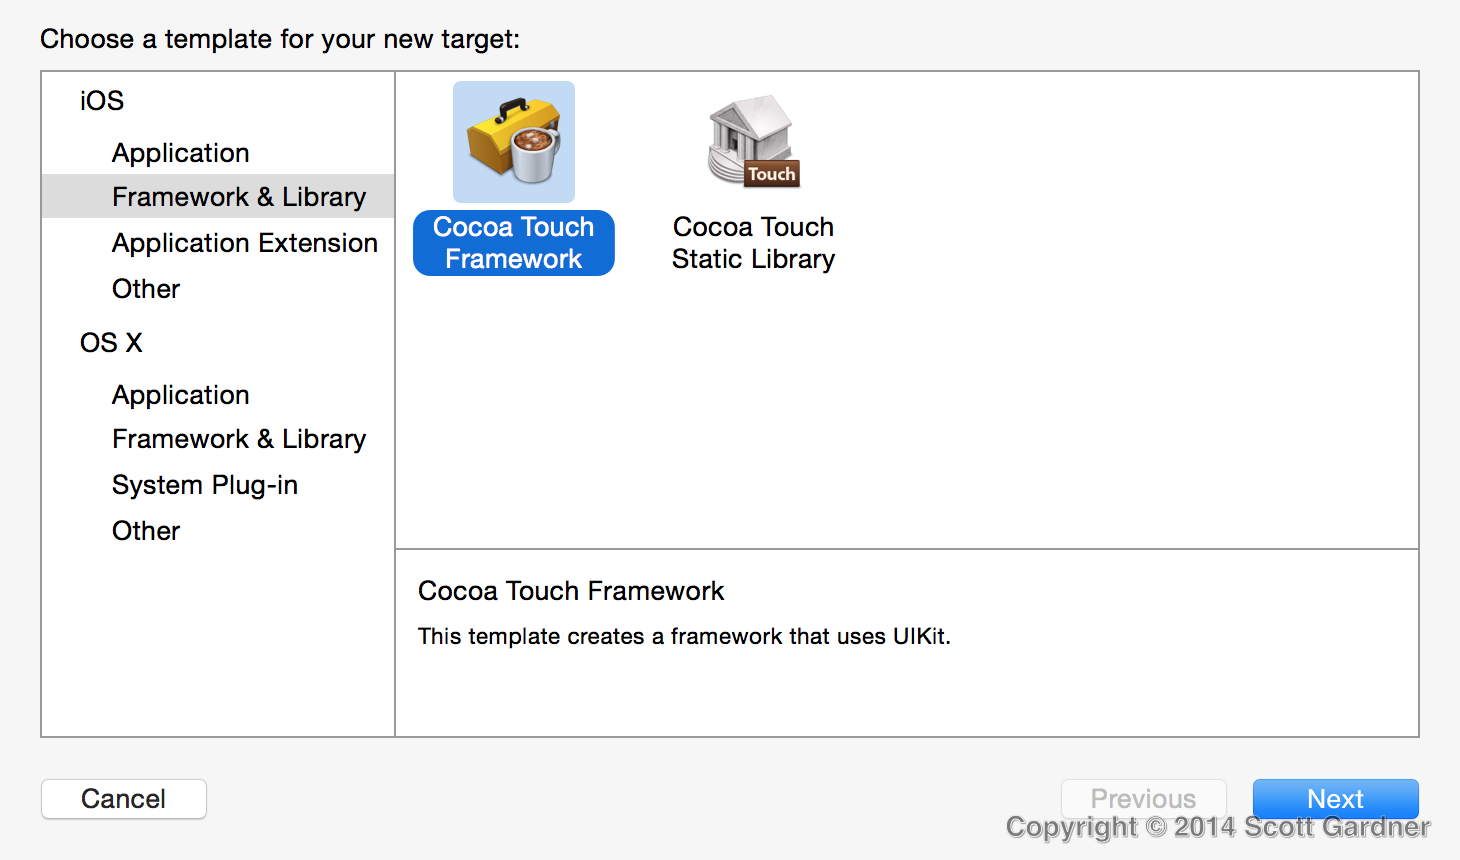 Choose a template for your new target:
iOS
Application
Framework & Library
Application Extension
Other
OS X
Application
Framework & Library
System Plug-in
Other
Touch
Cocoa Touch
Framework
Cocoa Touch
Static Library
Cocoa Touch Framework
This template creates a framework that uses UIKit.
Cancel
Previous
Next
Copyright © 2014 Scott Gardner